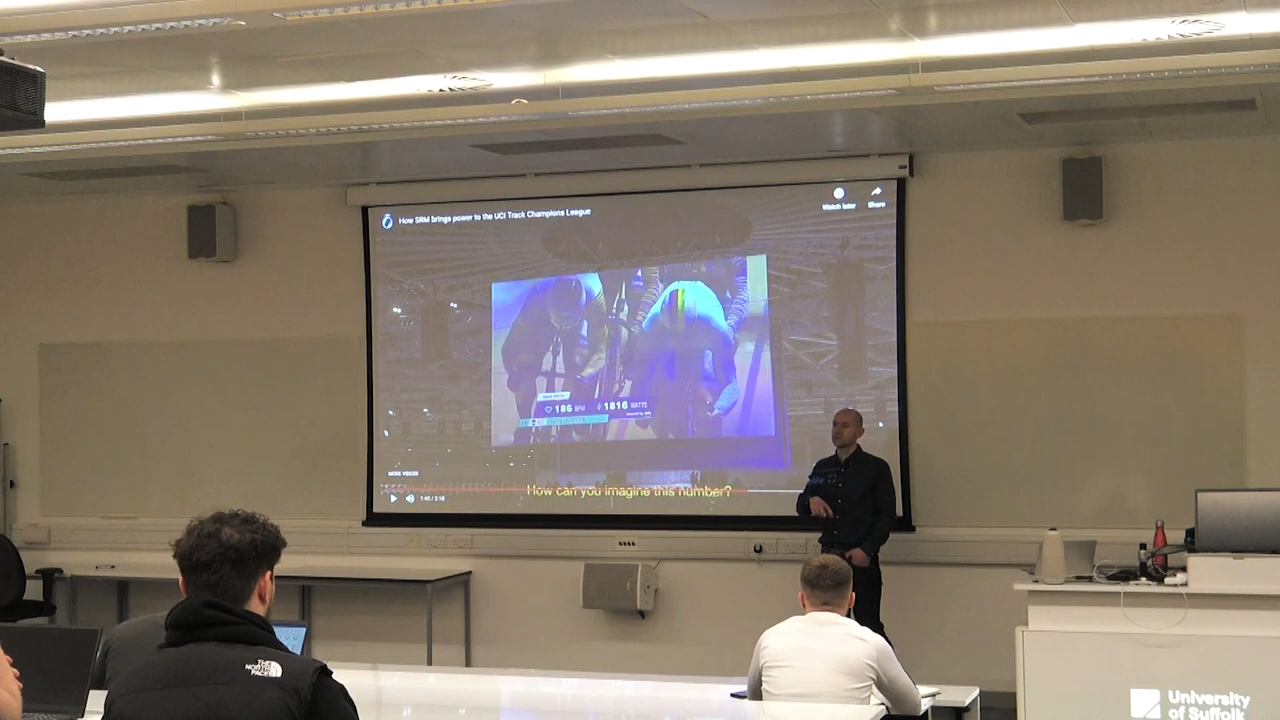 How SRM brings power to the UCI Track Champions League
Watch later
Share
186 BPM
1816 WATTS
MORE VIDEOS
How can you imagine this number?
1:40 / 2:18
THE
NORTH
FACE
University
of Suffolk